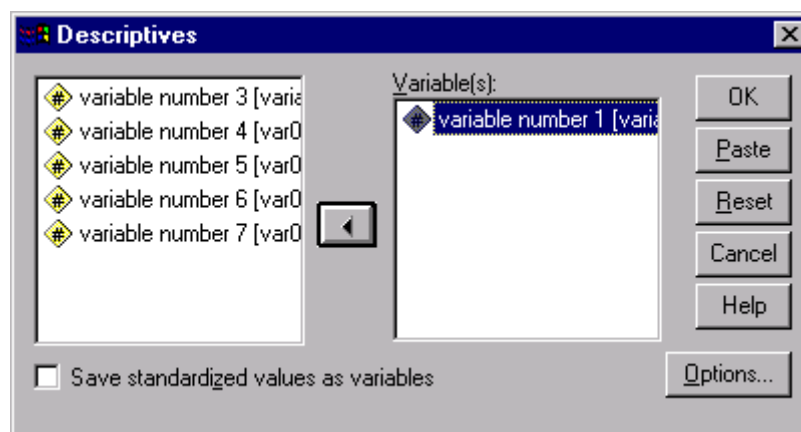 Descriptives
variable number 3 [varia
variable number 4 [var0
variable number 5 [var0
variable number 6 [var0
variable number 7 [var0
Variable(s):
variable number 1 [varia
OK
Paste
Reset
Cancel
Help
Save standardized values as variables
Options...